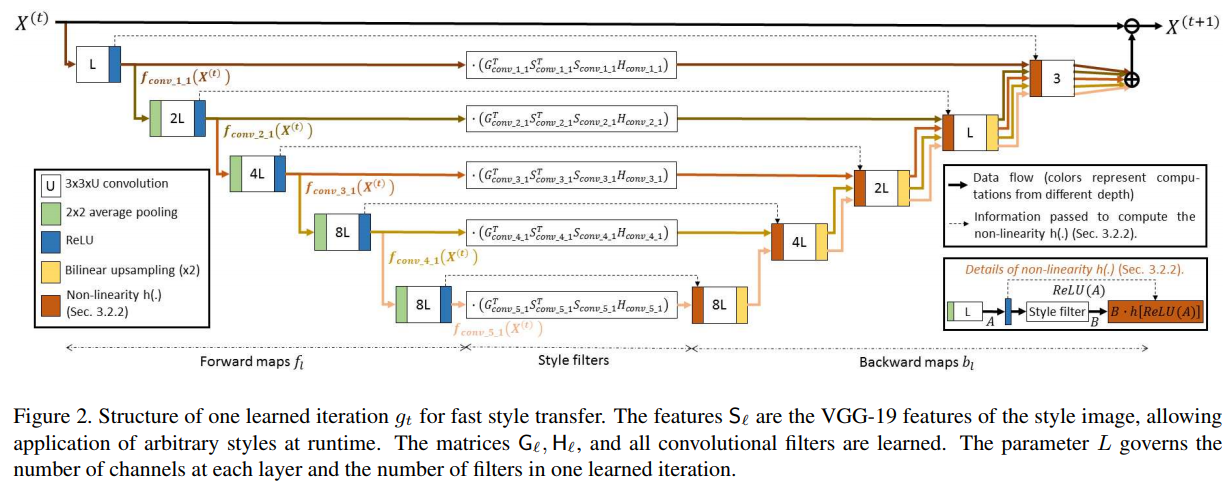 X^(t)
X^(t+1)
L
f_conv_1_1(X^(t))
· (G^T_conv_1_1 S^T_conv_1_1 S_conv_1_1 H_conv_1_1)
3
2L
f_conv_2_1(X^(t))
· (G^T_conv_2_1 S^T_conv_2_1 S_conv_2_1 H_conv_2_1)
L
4L
f_conv_3_1(X^(t))
· (G^T_conv_3_1 S^T_conv_3_1 S_conv_3_1 H_conv_3_1)
2L
8L
f_conv_4_1(X^(t))
· (G^T_conv_4_1 S^T_conv_4_1 S_conv_4_1 H_conv_4_1)
4L
8L
f_conv_5_1(X^(t))
· (G^T_conv_5_1 S^T_conv_5_1 S_conv_5_1 H_conv_5_1)
8L
U 3x3xU convolution
2x2 average pooling
ReLU
Bilinear upsampling (x2)
Non-linearity h(.)
(Sec. 3.2.2)
Data flow (colors represent compu-
tations from different depth)
Information passed to compute the
non-linearity h(.) (Sec. 3.2.2).
Details of non-linearity h(.) (Sec. 3.2.2).
ReLU(A)
L
A
Style filter
B
B · h[ReLU(A)]
Forward maps f_l
Style filters
Backward maps b_l
Figure 2. Structure of one learned iteration g_t for fast style transfer. The features S_ℓ are the VGG-19 features of the style image, allowing
application of arbitrary styles at runtime. The matrices G_ℓ, H_ℓ, and all convolutional filters are learned. The parameter L governs the
number of channels at each layer and the number of filters in one learned iteration.